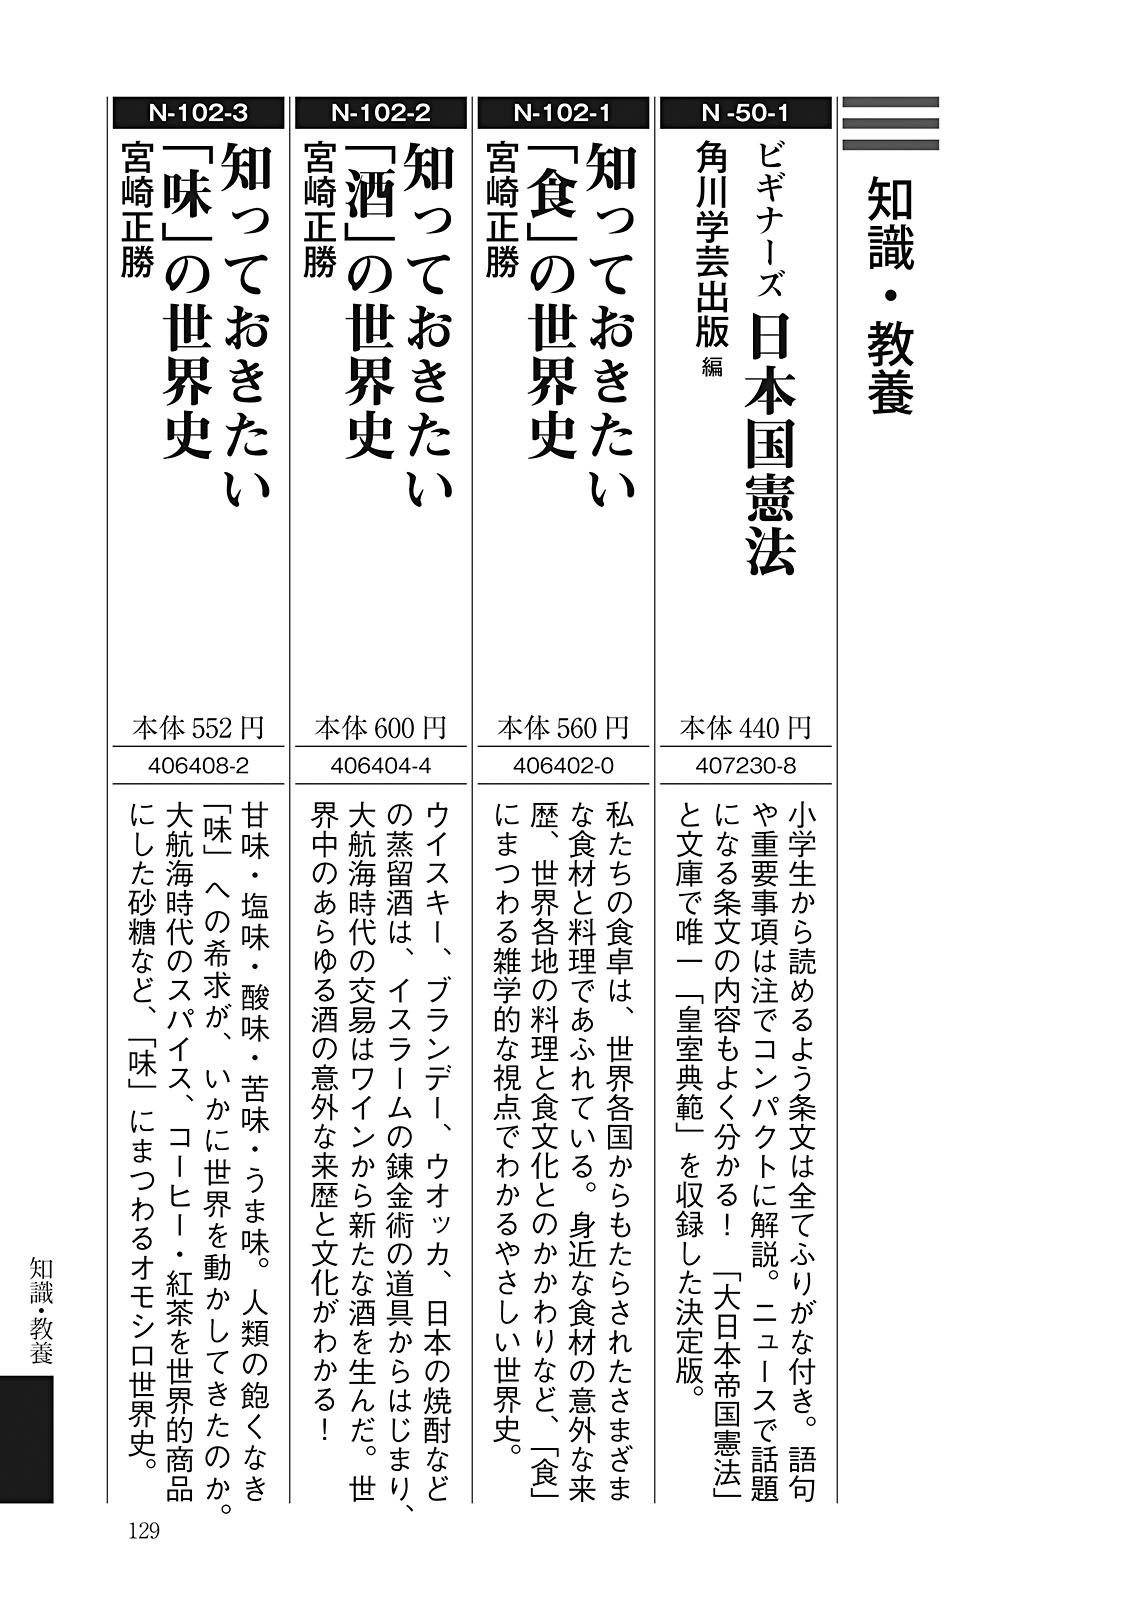 知識・教養
N-50-1
ビギナーズ 日本国憲法
角川学芸出版 編
本体 440 円
407230-8
小学生から読めるよう条文は全てふりがな付き。語句
や重要事項は注でコンパクトに解説。ニュースで話題
になる条文の内容もよく分かる！「大日本帝国憲法」
と文庫で唯一「皇室典範」を収録した決定版。
N-102-1
知っておきたい
「食」の世界史
宮崎正勝
本体 560 円
406402-0
私たちの食卓は、世界各国からもたらされたさまざま
な食材と料理であふれている。身近な食材の意外な来
歴、世界各地の料理と食文化とのかかわりなど、「食」
にまつわる雑学的な視点でわかるやさしい世界史。
N-102-2
知っておきたい
「酒」の世界史
宮崎正勝
本体 600 円
406404-4
ウイスキー、ブランデー、ウオッカ、日本の焼酎など
の蒸留酒は、イスラームの錬金術の道具からはじまり、
大航海時代の交易はワインから新たな酒を生んだ。世
界中のあらゆる酒の意外な来歴と文化がわかる！
N-102-3
知っておきたい
「味」の世界史
宮崎正勝
本体 552 円
406408-2
甘味・塩味・酸味・苦味・うま味。人類の飽くなき
「味」への希求が、いかに世界を動かしてきたのか。
大航海時代のスパイス、コーヒー・紅茶を世界的商品
にした砂糖など、「味」にまつわるオモシロ世界史。
知識・教養
129